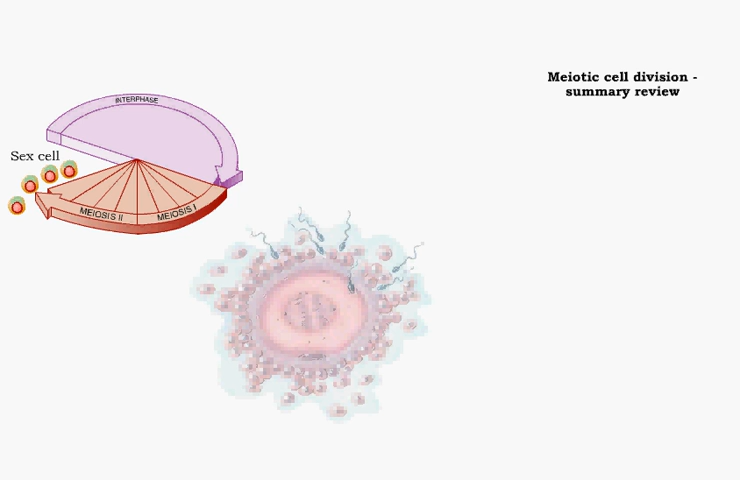 Meiotic cell division -
summary review
INTERPHASE
Sex cell
MEIOSIS II
MEIOSIS I